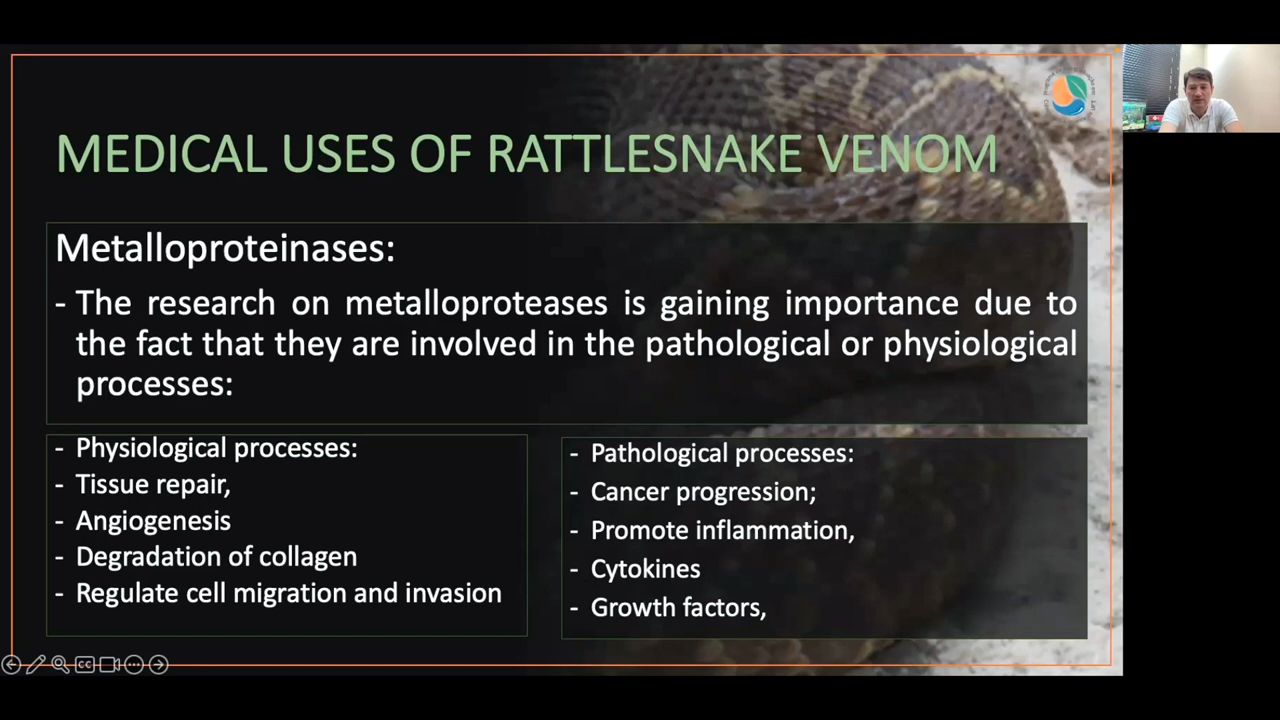 MEDICAL USES OF RATTLESNAKE VENOM
Metalloproteinases:
- The research on metalloproteases is gaining importance due to
the fact that they are involved in the pathological or physiological
processes:
- Physiological processes:
- Tissue repair,
- Angiogenesis
- Degradation of collagen
- Regulate cell migration and invasion
- Pathological processes:
- Cancer progression;
- Promote inflammation,
- Cytokines
- Growth factors,
CC